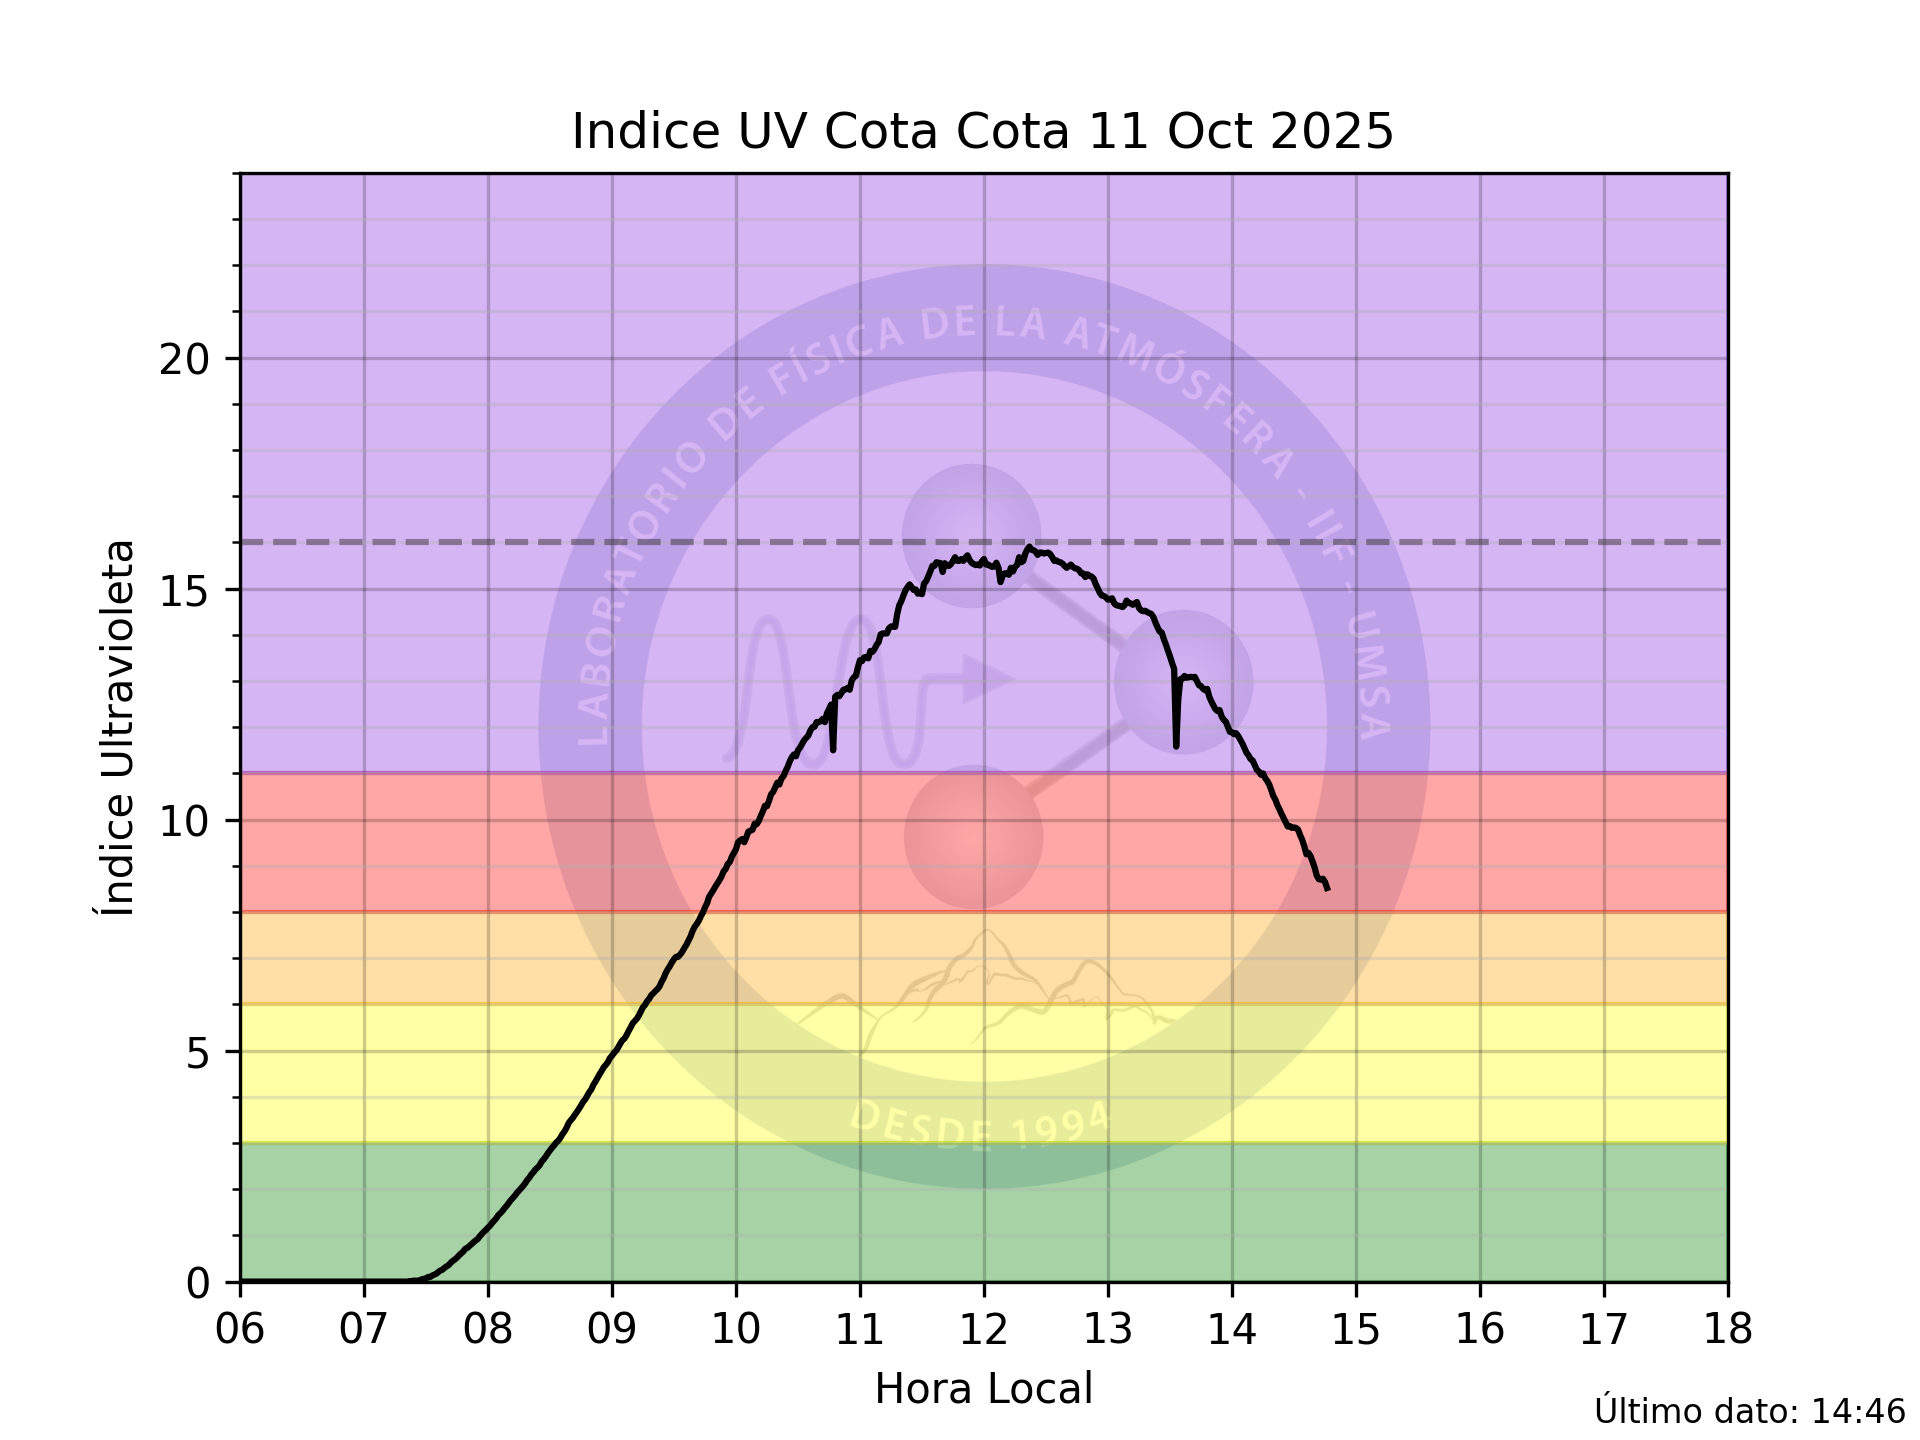 Indice UV Cota Cota 11 Oct 2025
Índice Ultravioleta
20
15
10
5
0
LABORATORIO DE FÍSICA DE LA ATMÓSFERA - IIF - UMSA
DESDE 1994
06 07 08 09 10 11 12 13 14 15 16 17 18
Hora Local
Último dato: 14:46